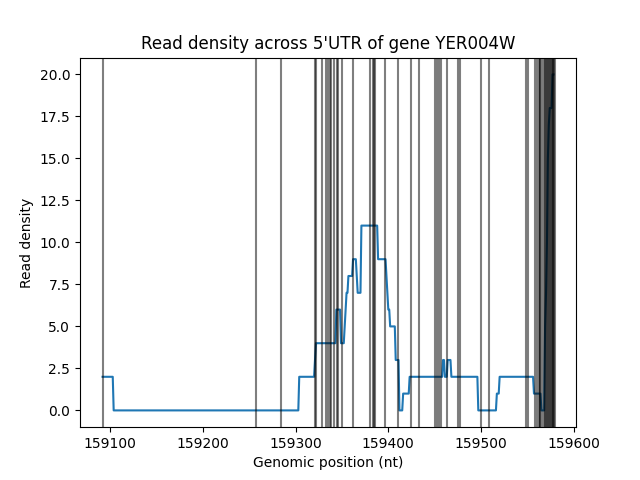 Read density across 5'UTR of gene YER004W
20.0
17.5
15.0
12.5
10.0
7.5
5.0
2.5
0.0
Read density
159100 159200 159300 159400 159500 159600
Genomic position (nt)